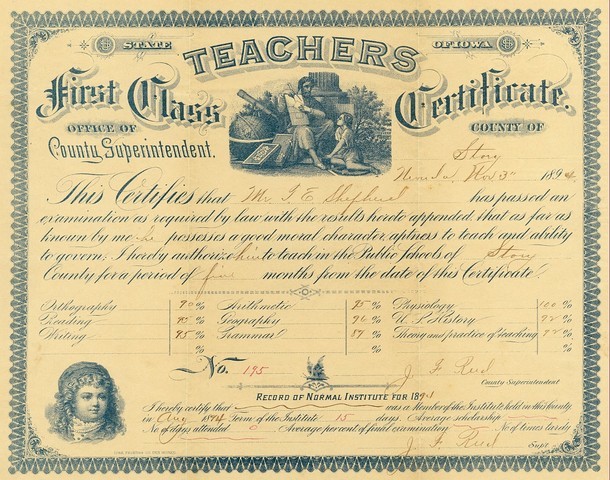 STATE TEACHERS OF IOWA
First Class Certificate.
OFFICE OF COUNTY OF
County Superintendent. Story
Nevada, Nov 3" 189
This Certifies that Mr. T. E. Shepherd has passed an
examination as required by law with the results hereto appended, that as far as
known by me he possesses a good moral character, aptness to teach and ability
to govern; I hereby authorize him to teach in the Public Schools of Story
County for a period of five months from the date of this Certificate.
Orthography 90 % Arithmetic 95 % Physiology 100 %
Reading % Geography 96 % U. S. History 92 %
Writing 95 % Grammar 87 % Theory and practice of teaching %
% % %
No. 195
J. F. Reed
County Superintendent
RECORD OF NORMAL INSTITUTE FOR 189
I hereby certify that was a Member of the Institute held in this County
in Aug 189 Term of the Institute 15 days. Average scholarship
No of days attended 0 Average percent of final examination No of times tardy
J. F. Reed Supt.